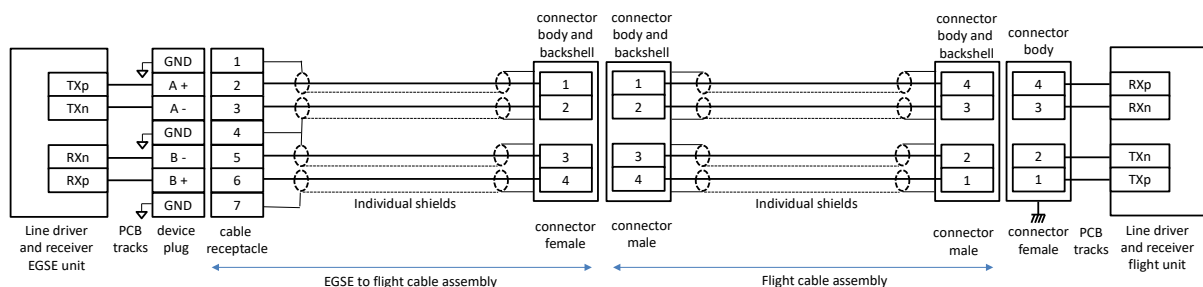 connector
body and
backshell
connector
body and
backshell
connector
body and
backshell
connector
body
GND
1
TXp
A +
2
1
1
4
4
RXp
TXn
A -
3
2
2
3
3
RXn
GND
4
RXn
B -
5
3
3
2
2
TXn
RXp
B +
6
4
4
1
1
TXp
GND
7
Individual shields
Individual shields
Line driver
and receiver
EGSE unit
PCB
tracks
device
plug
cable
receptacle
connector
female
connector
male
connector
male
connector
female
PCB
tracks
Line driver
and receiver
flight unit
EGSE to flight cable assembly
Flight cable assembly